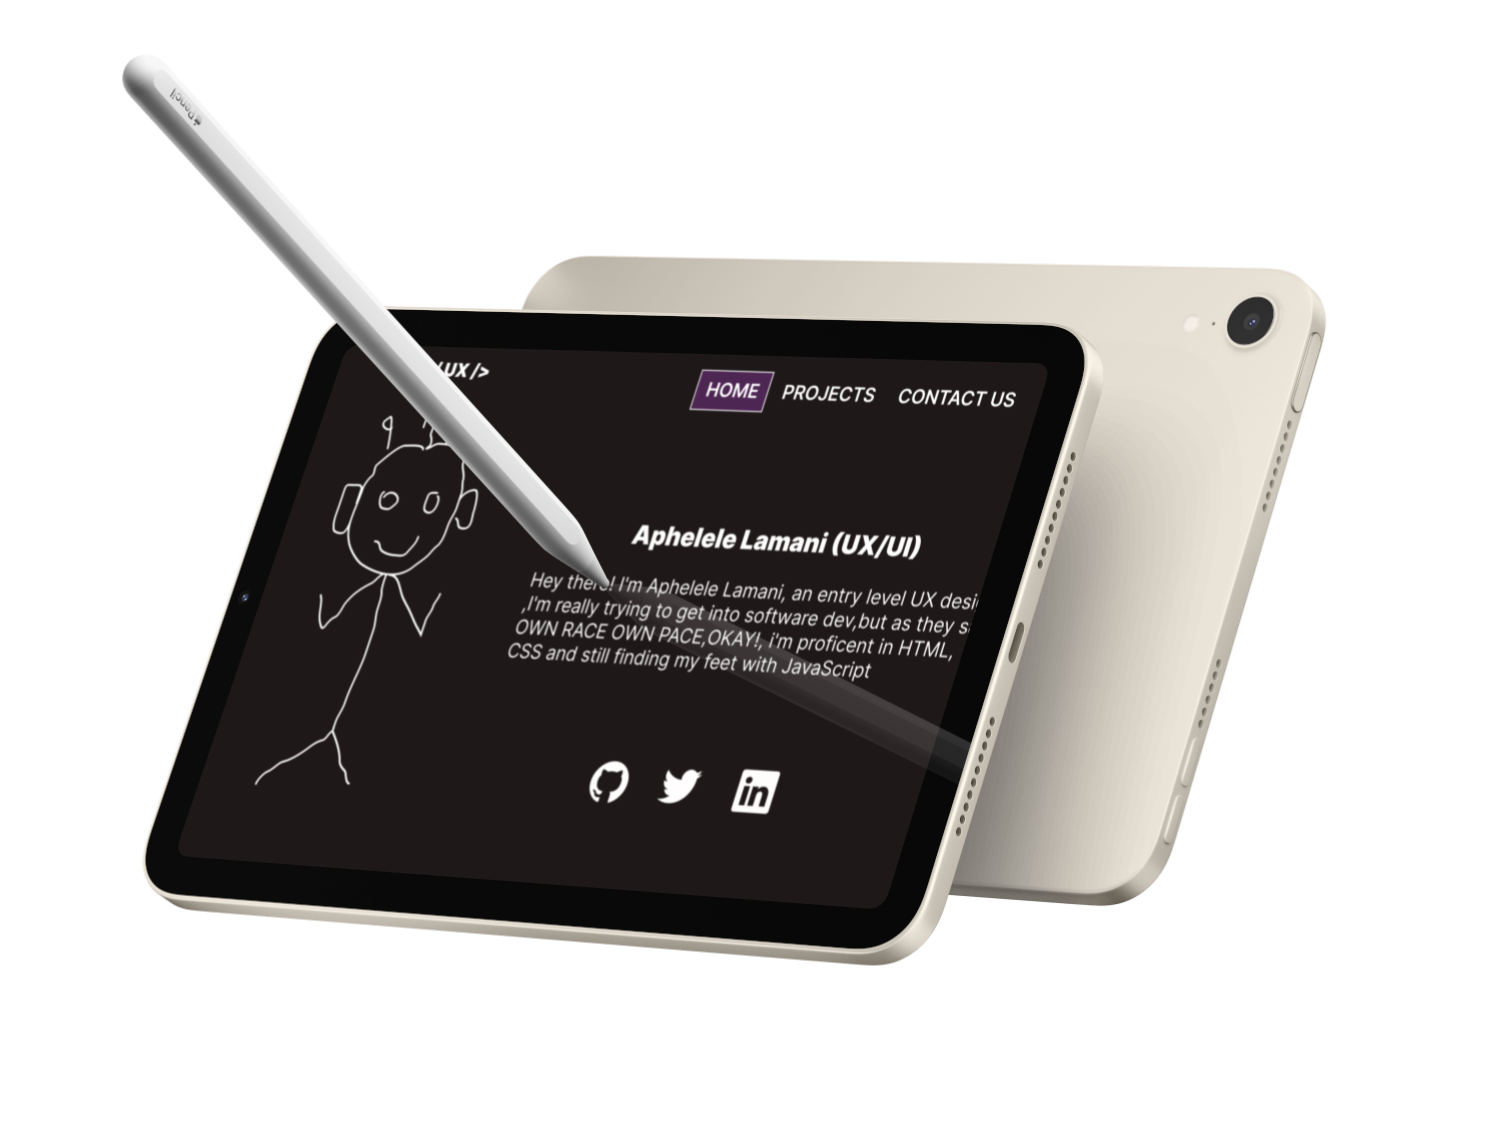 Pencil
UX />
HOME PROJECTS CONTACT US
Aphelele Lamani (UX/UI)
Hey there! I'm Aphelele Lamani, an entry level UX desi
,I'm really trying to get into software dev,but as they s
OWN RACE OWN PACE,OKAY!, i'm proficent in HTML,
CSS and still finding my feet with JavaScript
in